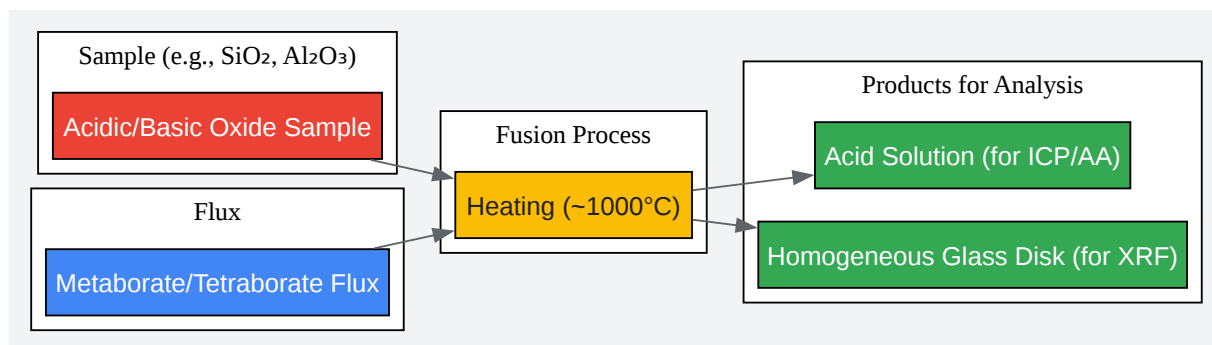 Sample (e.g., SiO₂, Al₂O₃)
Acidic/Basic Oxide Sample
Flux
Metaborate/Tetraborate Flux
Fusion Process
Heating (~1000°C)
Products for Analysis
Acid Solution (for ICP/AA)
Homogeneous Glass Disk (for XRF)